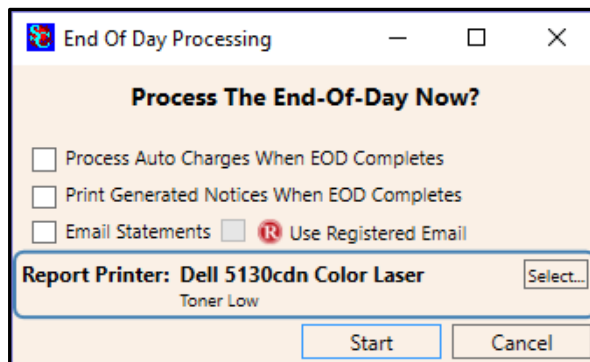 End Of Day Processing
Process The End-Of-Day Now?
Process Auto Charges When EOD Completes
Print Generated Notices When EOD Completes
Email Statements R Use Registered Email
Report Printer: Dell 5130cdn Color Laser Select...
Toner Low
Start Cancel